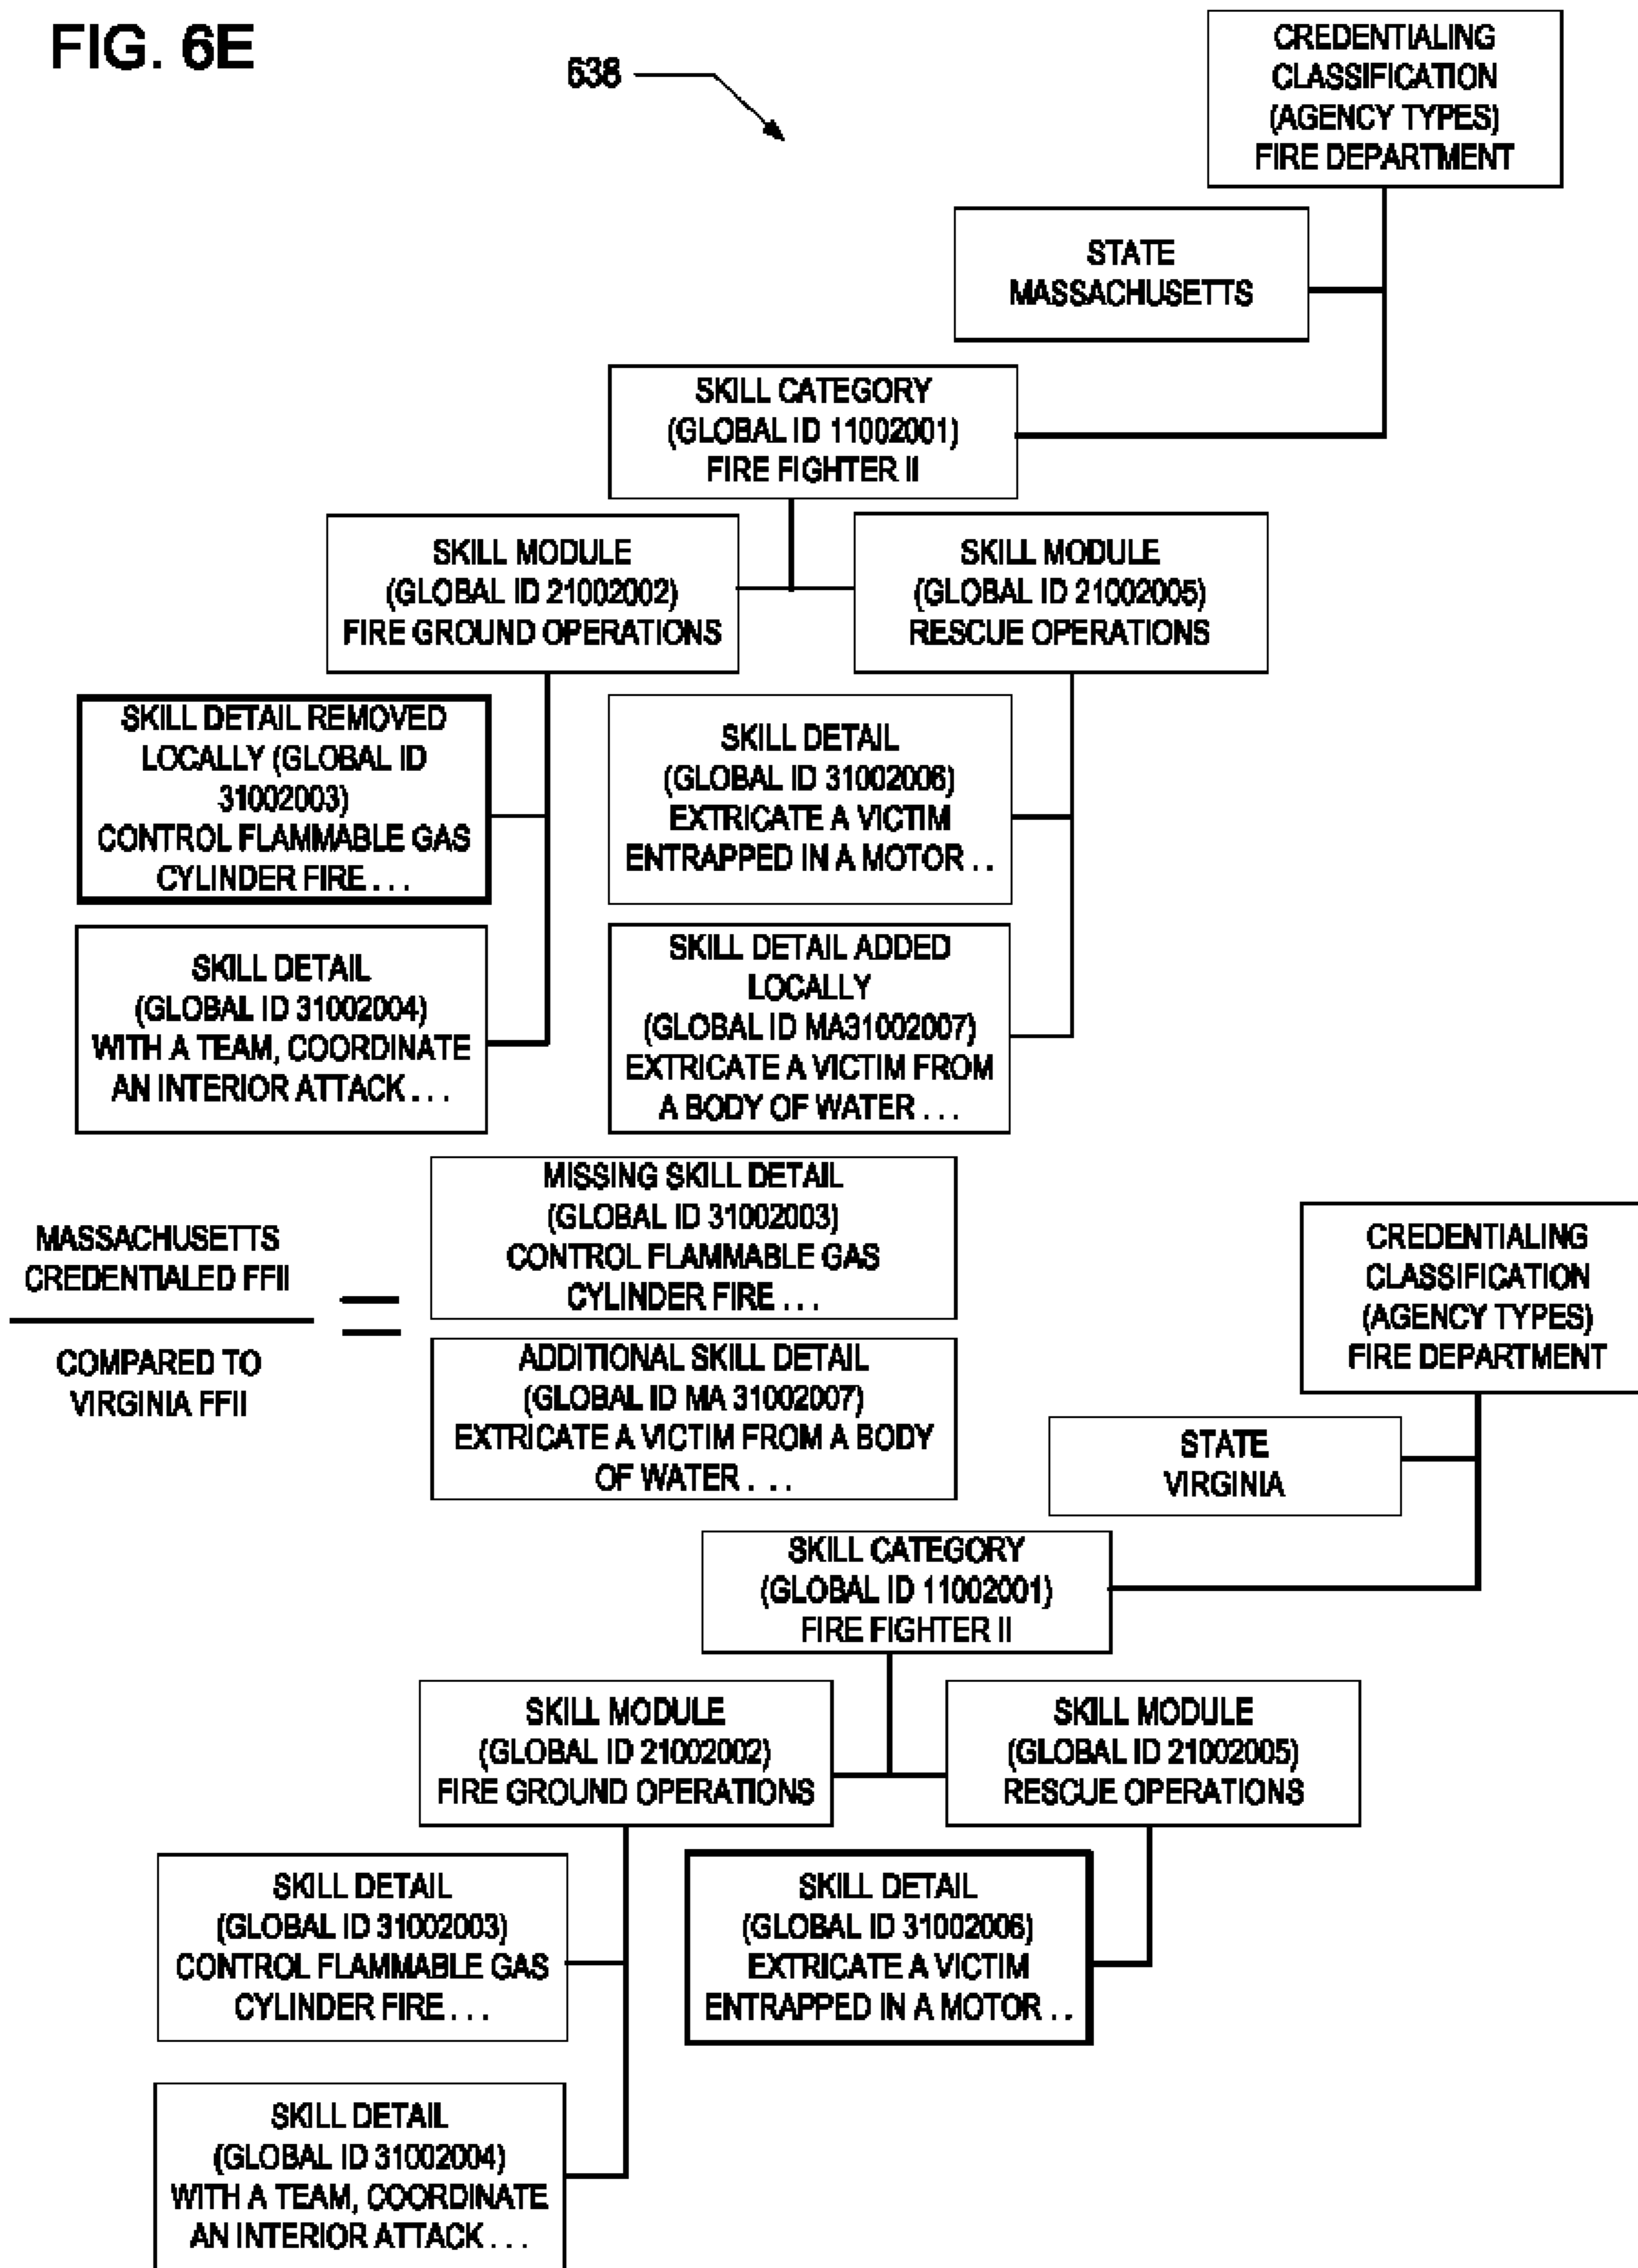 FIG. 6E
638
CREDENTIALING
CLASSIFICATION
(AGENCY TYPES)
FIRE DEPARTMENT
STATE
MASSACHUSETTS
SKILL CATEGORY
(GLOBAL ID 11002001)
FIRE FIGHTER II
SKILL MODULE
(GLOBAL ID 21002002)
FIRE GROUND OPERATIONS
SKILL MODULE
(GLOBAL ID 21002005)
RESCUE OPERATIONS
SKILL DETAIL REMOVED
LOCALLY (GLOBAL ID
31002003)
CONTROL FLAMMABLE GAS
CYLINDER FIRE . . .
SKILL DETAIL
(GLOBAL ID 31002006)
EXTRICATE A VICTIM
ENTRAPPED IN A MOTOR . .
SKILL DETAIL
(GLOBAL ID 31002004)
WITH A TEAM, COORDINATE
AN INTERIOR ATTACK . . .
SKILL DETAIL ADDED
LOCALLY
(GLOBAL ID MA31002007)
EXTRICATE A VICTIM FROM
A BODY OF WATER . . .
MASSACHUSETTS
CREDENTIALED FFII
COMPARED TO
VIRGINIA FFII
=
MISSING SKILL DETAIL
(GLOBAL ID 31002003)
CONTROL FLAMMABLE GAS
CYLINDER FIRE . . .
ADDITIONAL SKILL DETAIL
(GLOBAL ID MA 31002007)
EXTRICATE A VICTIM FROM A BODY
OF WATER . . .
CREDENTIALING
CLASSIFICATION
(AGENCY TYPES)
FIRE DEPARTMENT
STATE
VIRGINIA
SKILL CATEGORY
(GLOBAL ID 11002001)
FIRE FIGHTER II
SKILL MODULE
(GLOBAL ID 21002002)
FIRE GROUND OPERATIONS
SKILL MODULE
(GLOBAL ID 21002005)
RESCUE OPERATIONS
SKILL DETAIL
(GLOBAL ID 31002003)
CONTROL FLAMMABLE GAS
CYLINDER FIRE . . .
SKILL DETAIL
(GLOBAL ID 31002006)
EXTRICATE A VICTIM
ENTRAPPED IN A MOTOR . .
SKILL DETAIL
(GLOBAL ID 31002004)
WITH A TEAM, COORDINATE
AN INTERIOR ATTACK . . .